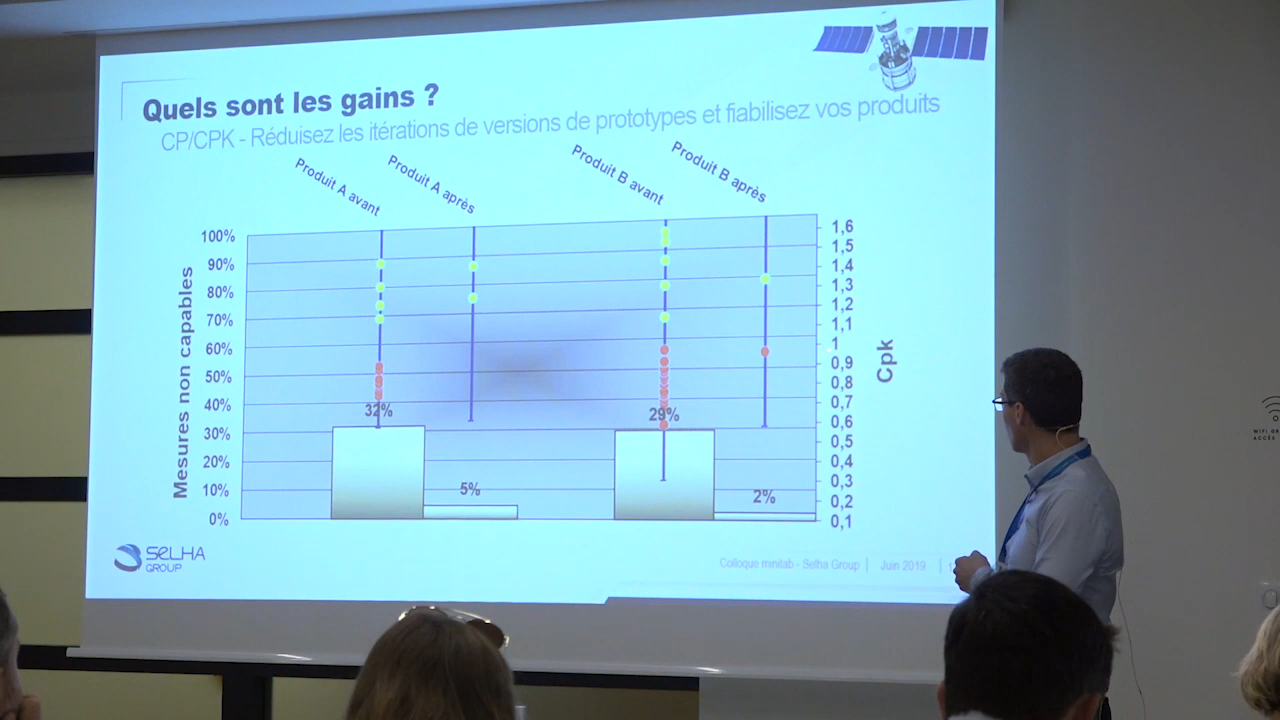 Quels sont les gains ?
CP/CPK - Réduisez les itérations de versions de prototypes et fiabilisez vos produits
Produit A avant
Produit A après
Produit B avant
Produit B après
Mesures non capables
100%
90%
80%
70%
60%
50%
40%
30%
20%
10%
0%
32%
5%
29%
2%
1,6
1,5
1,4
1,3
1,2
1,1
1
0,9
0,8
0,7
0,6
0,5
0,4
0,3
0,2
0,1
Cpk
SELHA
GROUP
Colloque minilab - Selha Group | Juin 2019 |
WIFI
ACCÈS